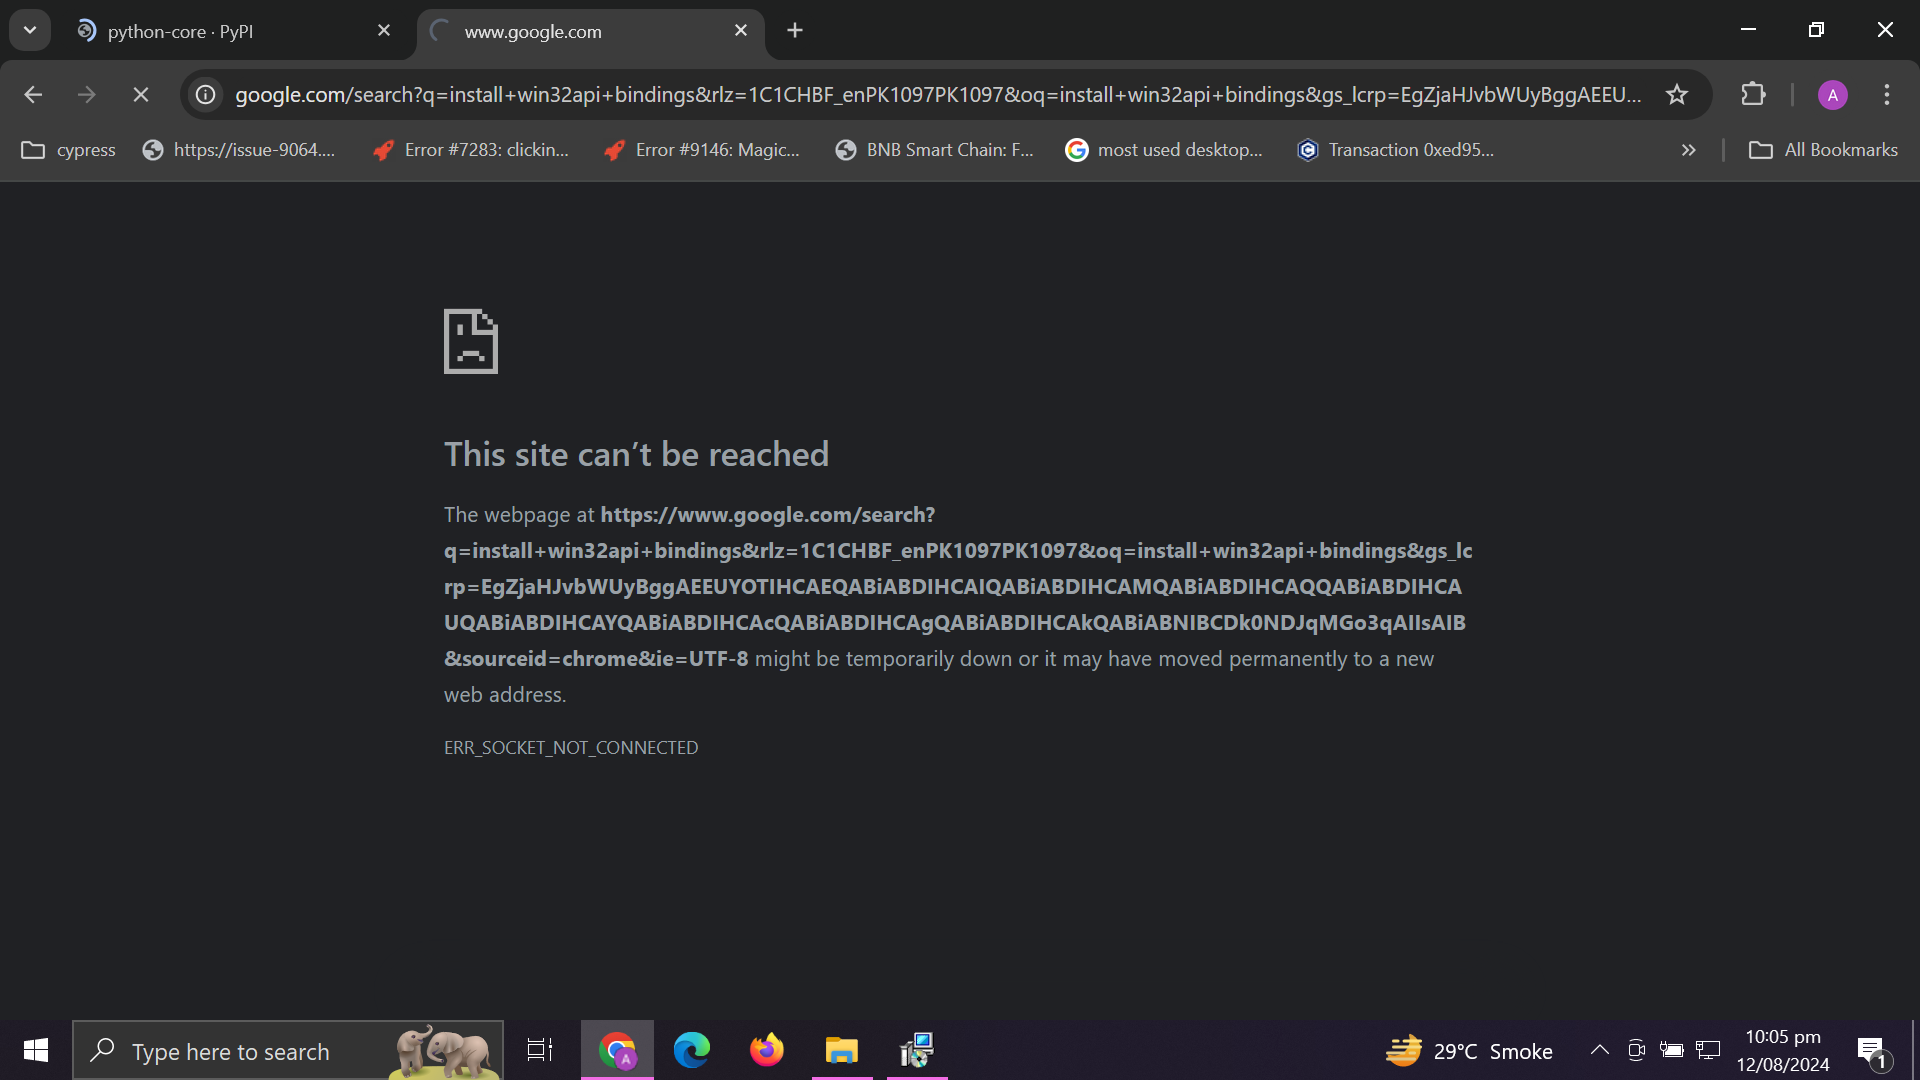 python-core · PyPI
www.google.com
google.com/search?q=install+win32api+bindings&rlz=1C1CHBF_enPK1097PK1097&oq=install+win32api+bindings&gs_lcrp=EgZjaHJvbWUyBggAEEU...
A
cypress
https://issue-9064....
Error #7283: clickin...
Error #9146: Magic...
BNB Smart Chain: F...
most used desktop...
Transaction 0xed95...
All Bookmarks
This site can’t be reached
The webpage at https://www.google.com/search?
q=install+win32api+bindings&rlz=1C1CHBF_enPK1097PK1097&oq=install+win32api+bindings&gs_lc
rp=EgZjaHJvbWUyBggAEEUYOTIHCAEQABiABDIHCAIQABiABDIHCAMQABiABDIHCAQQABiABDIHCA
UQABiABDIHCAYQABiABDIHCAcQABiABDIHCAgQABiABDIHCAkQABiABNIBCDk0NDJqMGo3qAIIsAIB
&sourceid=chrome&ie=UTF-8 might be temporarily down or it may have moved permanently to a new
web address.
ERR_SOCKET_NOT_CONNECTED
Type here to search
A
29°C Smoke
10:05 pm
12/08/2024
1